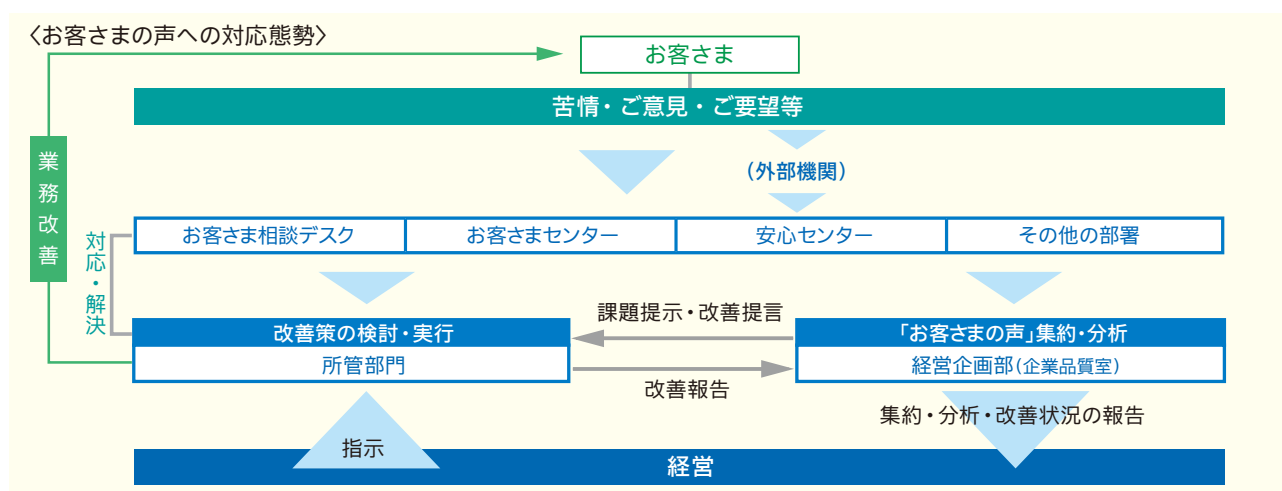 〈お客さまの声への対応態勢〉
お客さま
苦情・ご意見・ご要望等
(外部機関)
業務改善
対応・解決
お客さま相談デスク
お客さまセンター
安心センター
その他の部署
課題提示・改善提言
改善策の検討・実行
「お客さまの声」集約・分析
所管部門
経営企画部(企業品質室)
改善報告
集約・分析・改善状況の報告
指示
経営